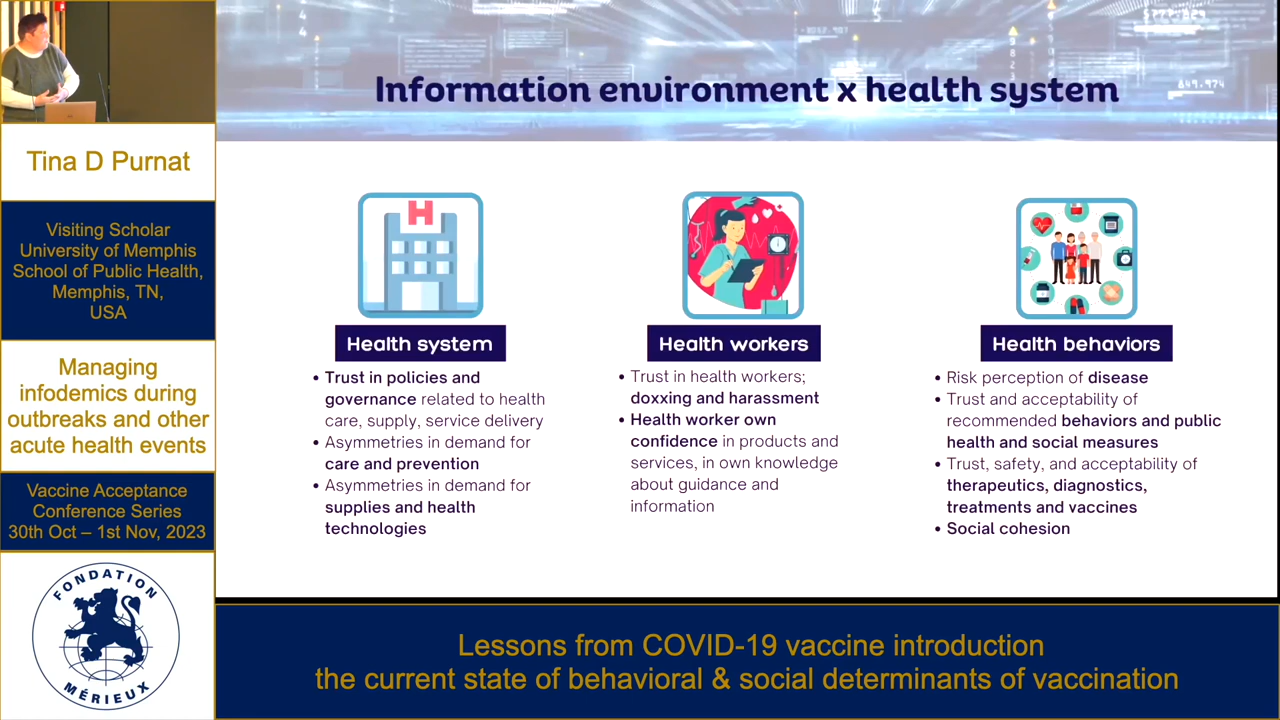 Information environment x health system
Tina D Purnat
Visiting Scholar
University of Memphis
School of Public Health,
Memphis, TN,
USA
Managing
infodemics during
outbreaks and other
acute health events
Vaccine Acceptance
Conference Series
30th Oct – 1st Nov, 2023
FONDATION
MÉRIEUX
H
Health system
• Trust in policies and
governance related to health
care, supply, service delivery
• Asymmetries in demand for
care and prevention
• Asymmetries in demand for
supplies and health
technologies
Health workers
• Trust in health workers;
doxxing and harassment
• Health worker own
confidence in products and
services, in own knowledge
about guidance and
information
Health behaviors
• Risk perception of disease
• Trust and acceptability of
recommended behaviors and public
health and social measures
• Trust, safety, and acceptability of
therapeutics, diagnostics,
treatments and vaccines
• Social cohesion
Lessons from COVID-19 vaccine introduction
the current state of behavioral & social determinants of vaccination